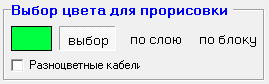 Выбор цвета для прорисовки
выбор по слою по блоку
Разноцветные кабели